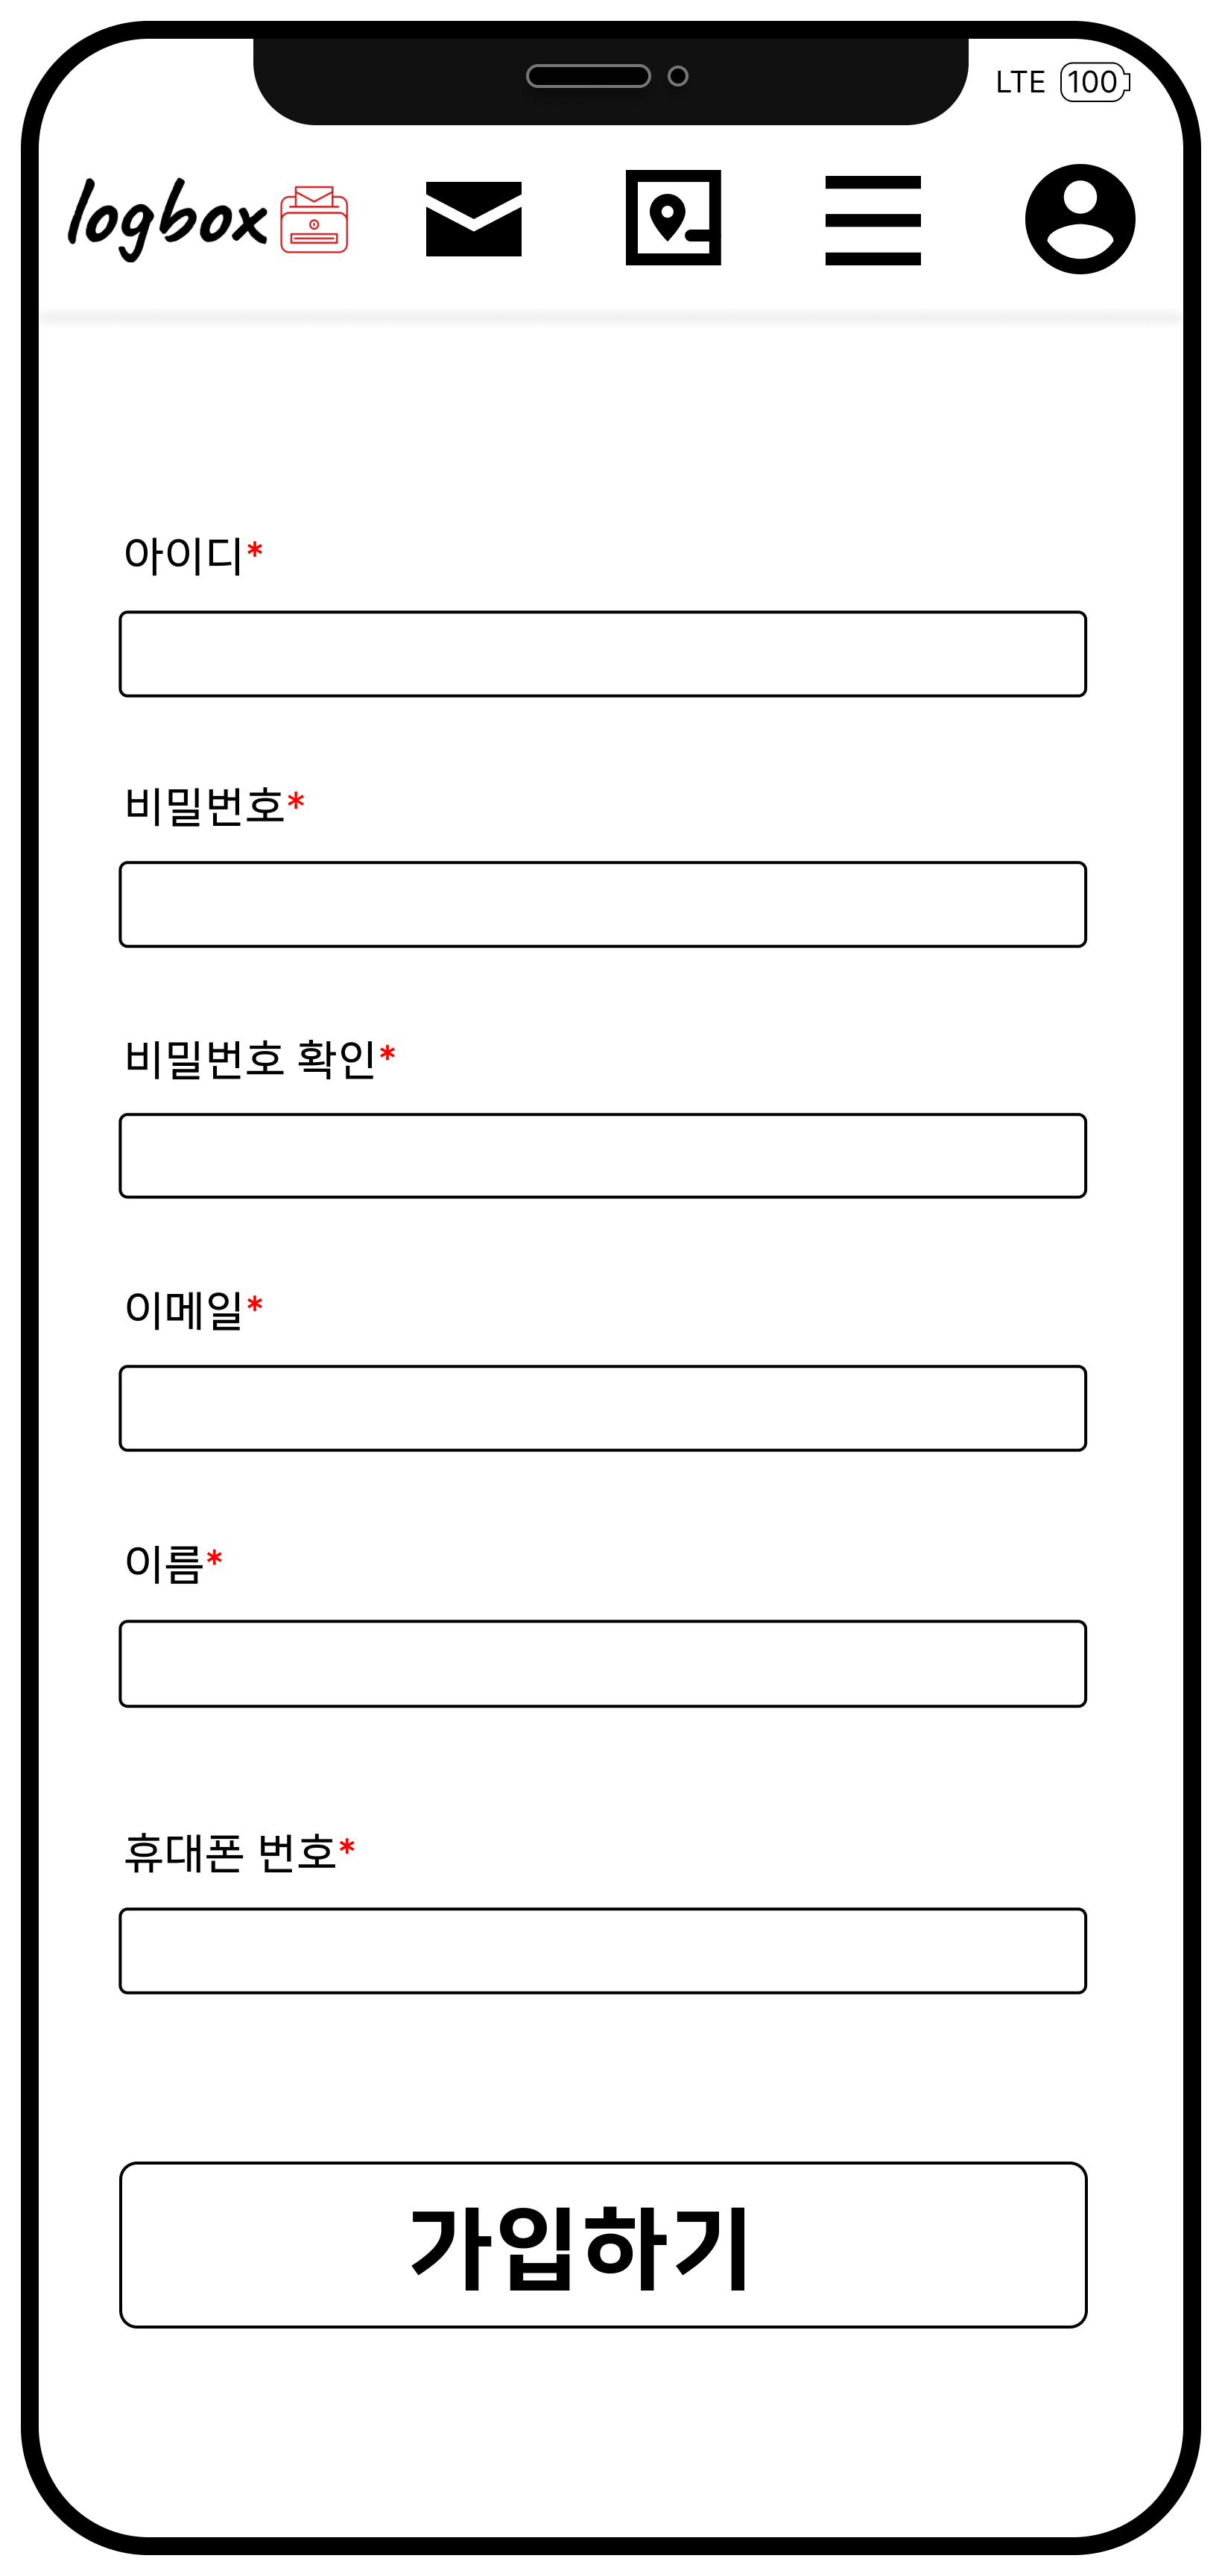 LTE 100
logbox
아이디*
비밀번호*
비밀번호 확인*
이메일*
이름*
휴대폰 번호*
가입하기